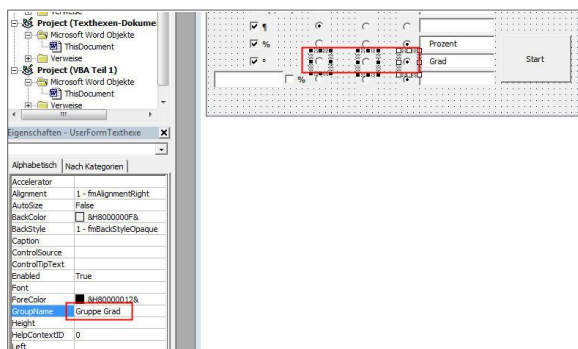 Verweise
Project (Texthexen-Dokume
Microsoft Word Objekte
ThisDocument
Verweise
Project (VBA Teil 1)
Microsoft Word Objekte
ThisDocument
Verweise
Eigenschaften - UserFormTexthexe
Alphabetisch
Nach Kategorien
Accelerator
Alignment 1 - fmAlignmentRight
AutoSize False
BackColor &H8000000F&
BackStyle 1 - fmBackStyleOpaque
Caption
ControlSource
ControlTipText
Enabled True
Font
ForeColor &H80000012&
GroupName Gruppe Grad
Height
HelpContextID 0
Left
¶
% Prozent
° Grad
%
Start